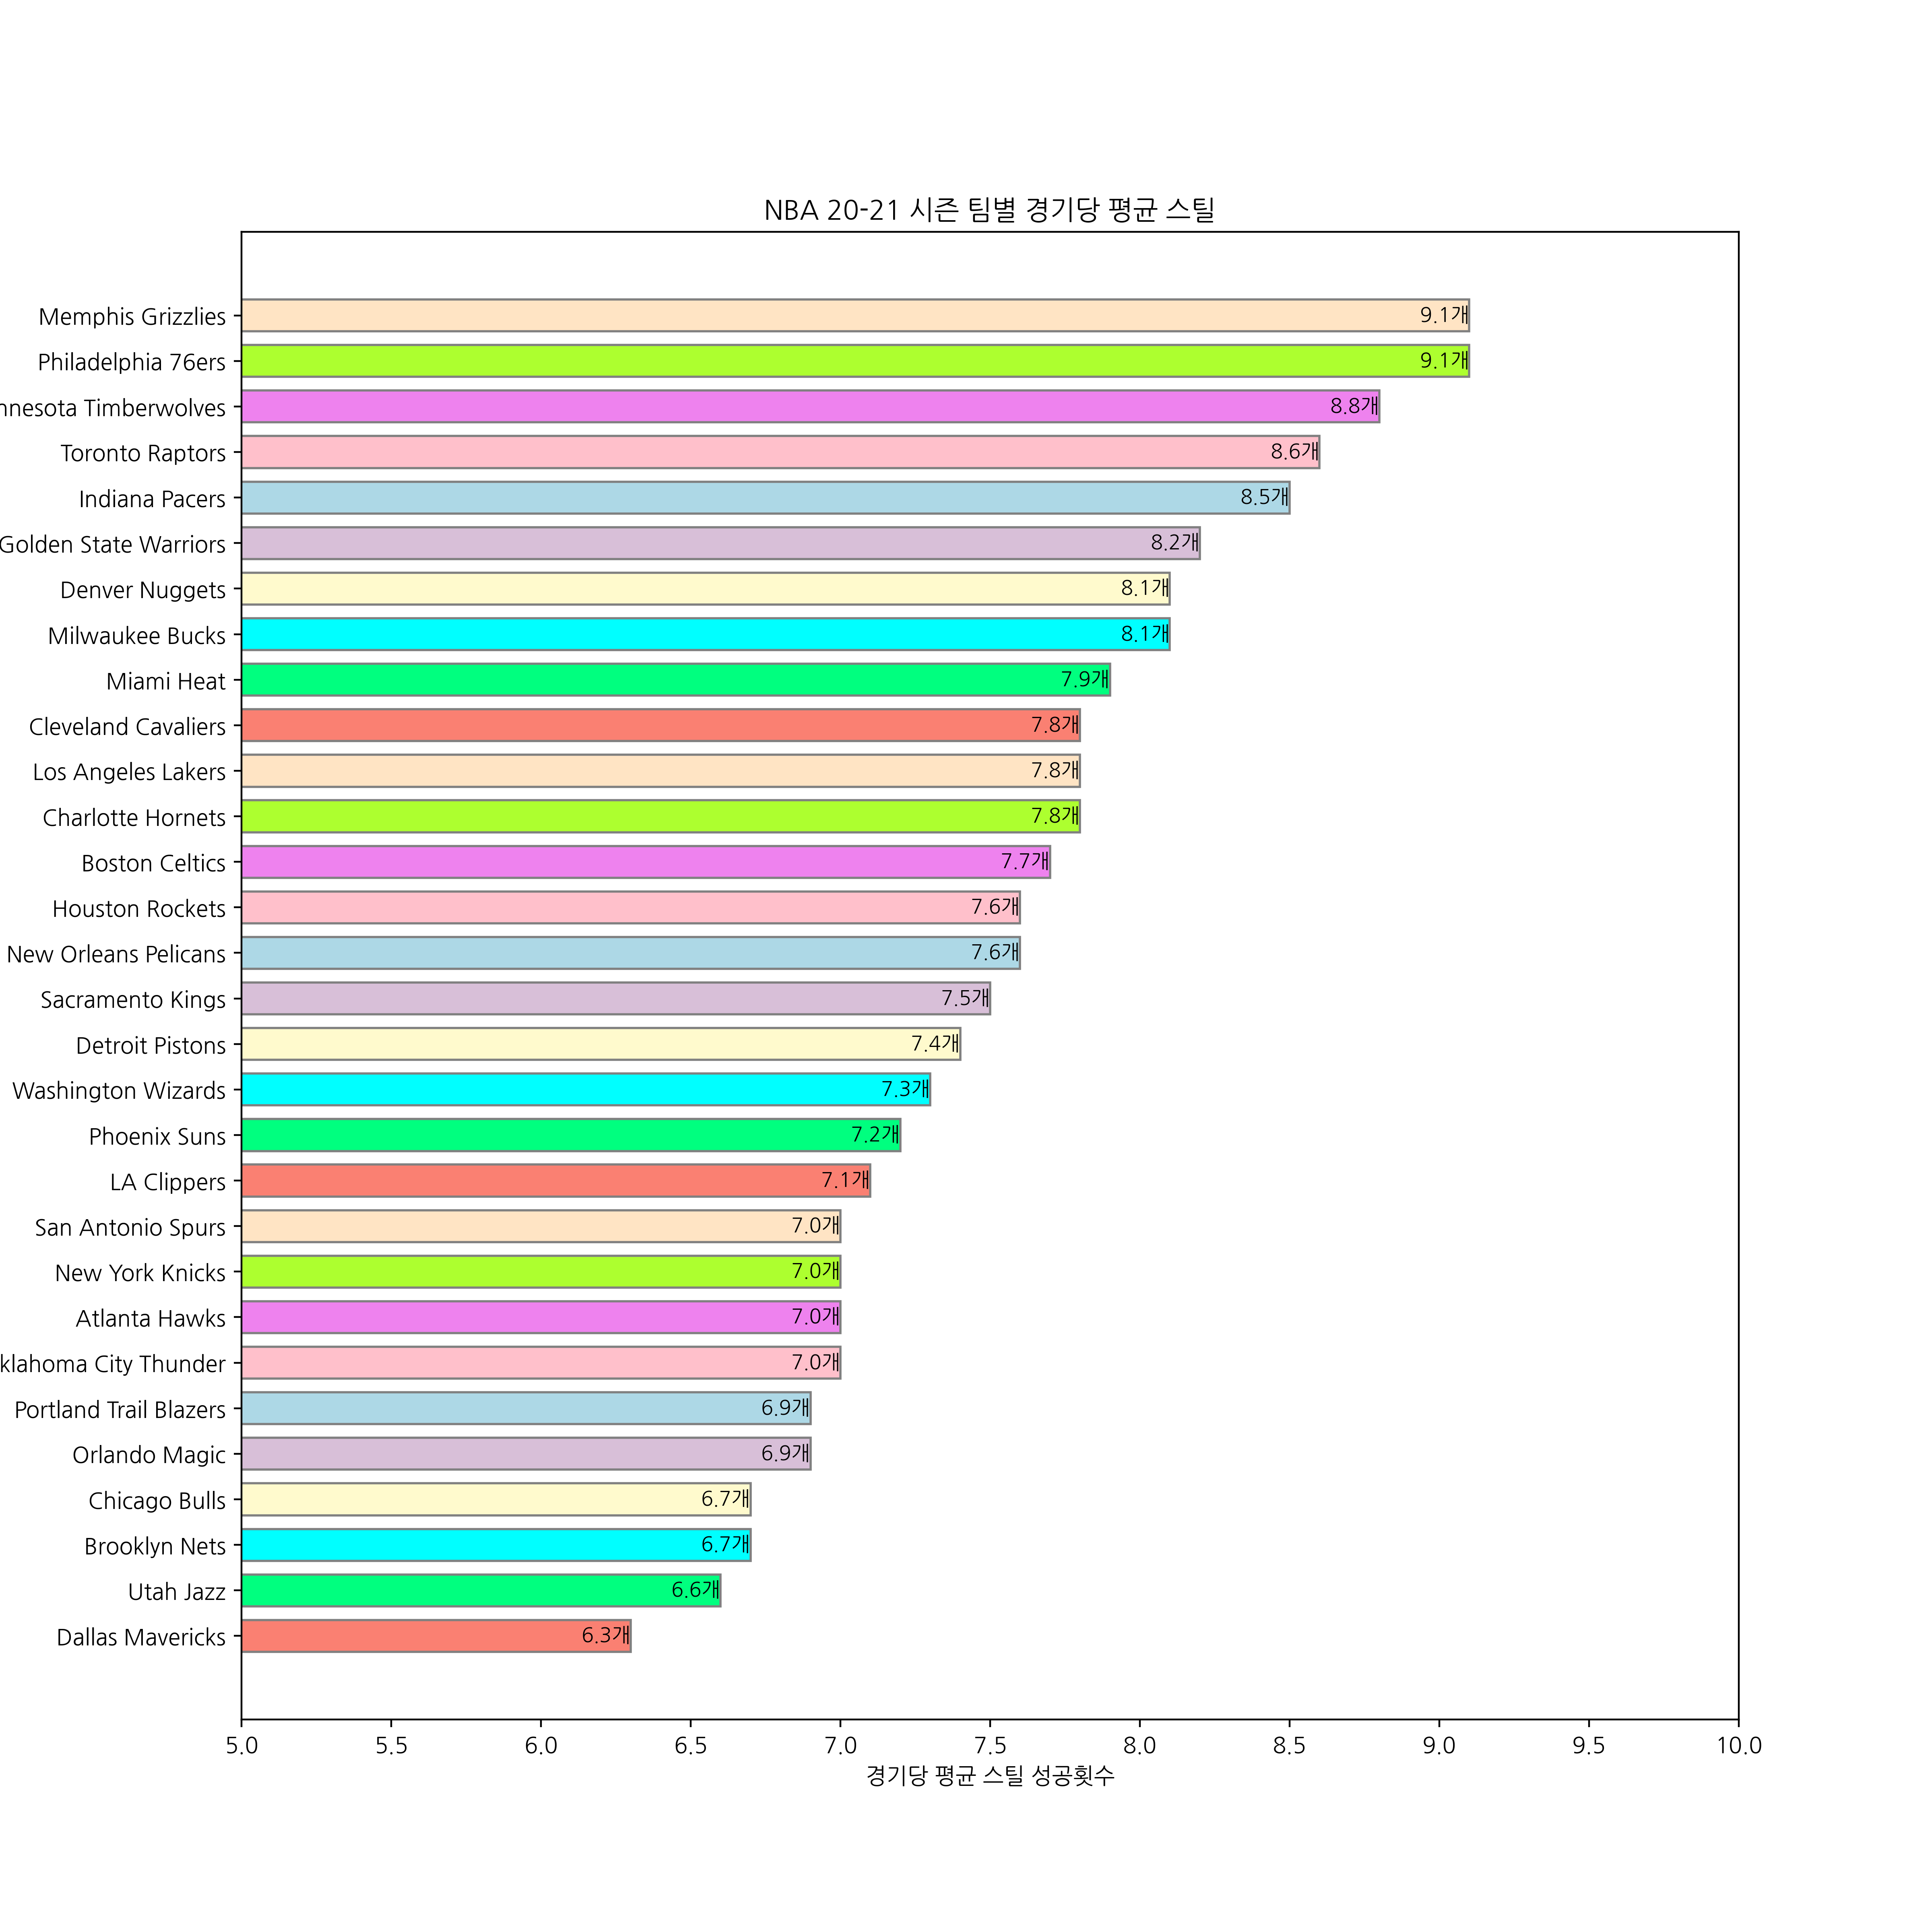 NBA 20-21 시즌 팀별 경기당 평균 스틸
Memphis Grizzlies 9.1개
Philadelphia 76ers 9.1개
Timberwolves 8.8개
Toronto Raptors 8.6개
Indiana Pacers 8.5개
Golden State Warriors 8.2개
Denver Nuggets 8.1개
Milwaukee Bucks 8.1개
Miami Heat 7.9개
Cleveland Cavaliers 7.8개
Los Angeles Lakers 7.8개
Charlotte Hornets 7.8개
Boston Celtics 7.7개
Houston Rockets 7.6개
New Orleans Pelicans 7.6개
Sacramento Kings 7.5개
Detroit Pistons 7.4개
Washington Wizards 7.3개
Phoenix Suns 7.2개
LA Clippers 7.1개
San Antonio Spurs 7.0개
New York Knicks 7.0개
Atlanta Hawks 7.0개
klahoma City Thunder 7.0개
Portland Trail Blazers 6.9개
Orlando Magic 6.9개
Chicago Bulls 6.7개
Brooklyn Nets 6.7개
Utah Jazz 6.6개
Dallas Mavericks 6.3개
5.0 5.5 6.0 6.5 7.0 7.5 8.0 8.5 9.0 9.5 10.0
경기당 평균 스틸 성공횟수